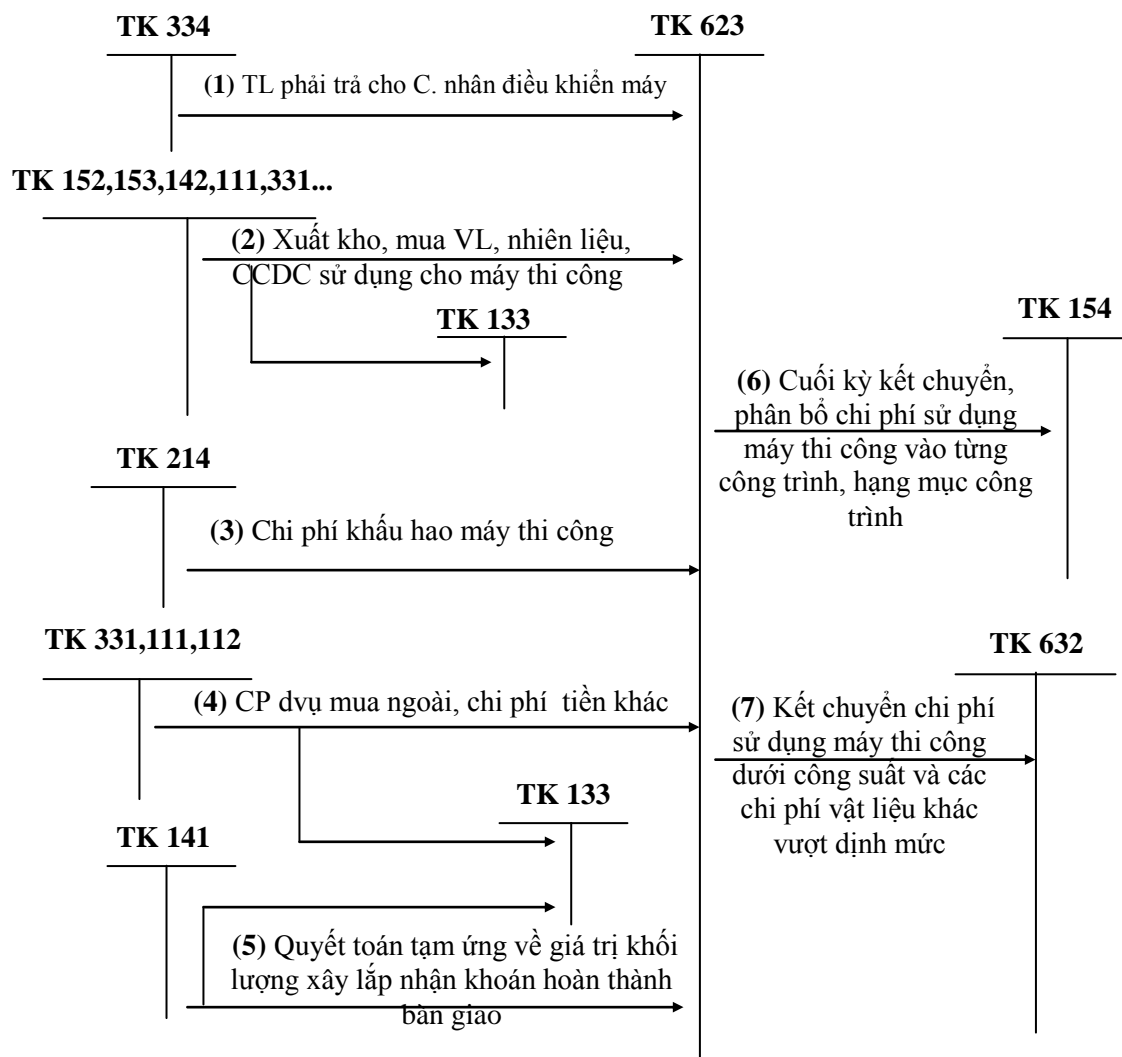 TK 334
TK 623
(1) TL phải trả cho C. nhân điều khiển máy
TK 152,153,142,111,331...
(2) Xuất kho, mua VL, nhiên liệu,
CCDC sử dụng cho máy thi công
TK 133
TK 154
(6) Cuối kỳ kết chuyển,
phân bổ chi phí sử dụng
máy thi công vào từng
công trình, hạng mục công
trình
TK 214
(3) Chi phí khấu hao máy thi công
TK 331,111,112
TK 632
(4) CP dvụ mua ngoài, chi phí tiền khác
(7) Kết chuyển chi phí
sử dụng máy thi công
dưới công suất và các
chi phí vật liệu khác
vượt dịnh mức
TK 133
TK 141
(5) Quyết toán tạm ứng về giá trị khối
lượng xây lắp nhận khoán hoàn thành
bàn giao